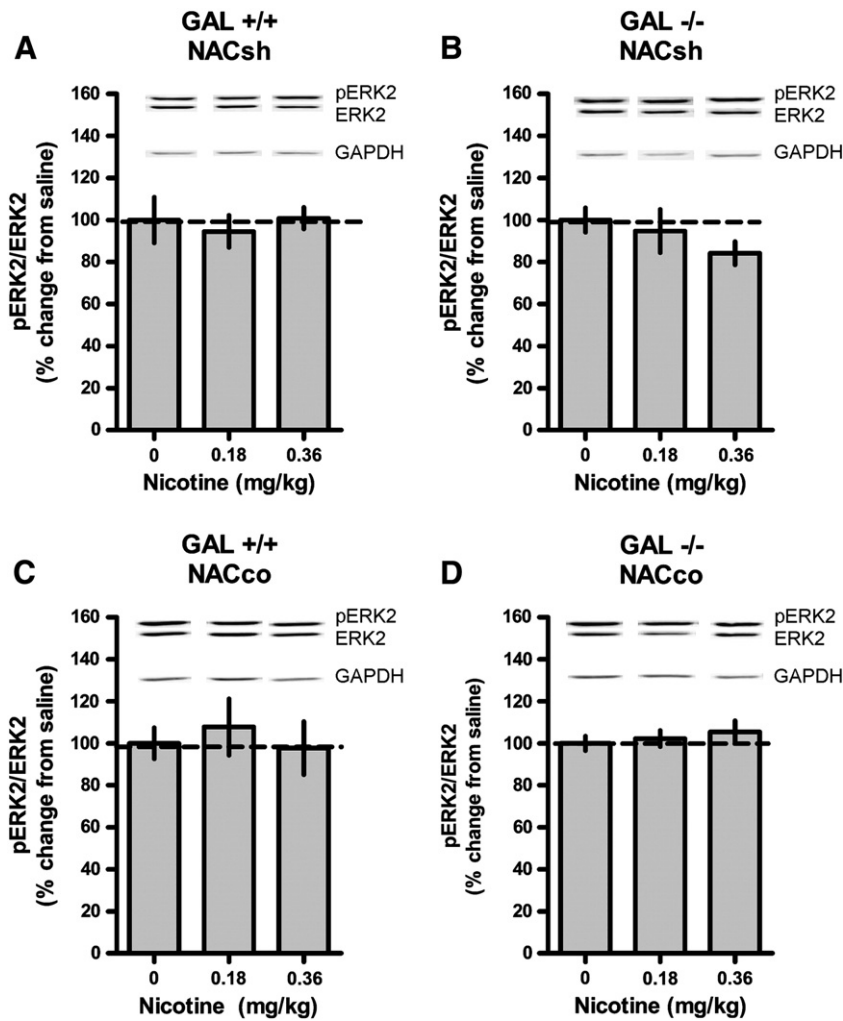 A
GAL +/+
NACsh
pERK2/ERK2
(% change from saline)
160
140
120
100
80
60
40
20
0
pERK2
ERK2
GAPDH
0 0.18 0.36
Nicotine (mg/kg)
B
GAL -/-
NACsh
pERK2/ERK2
(% change from saline)
160
140
120
100
80
60
40
20
0
pERK2
ERK2
GAPDH
0 0.18 0.36
Nicotine (mg/kg)
C
GAL +/+
NACco
pERK2/ERK2
(% change from saline)
160
140
120
100
80
60
40
20
0
pERK2
ERK2
GAPDH
0 0.18 0.36
Nicotine (mg/kg)
D
GAL -/-
NACco
pERK2/ERK2
(% change from saline)
160
140
120
100
80
60
40
20
0
pERK2
ERK2
GAPDH
0 0.18 0.36
Nicotine (mg/kg)